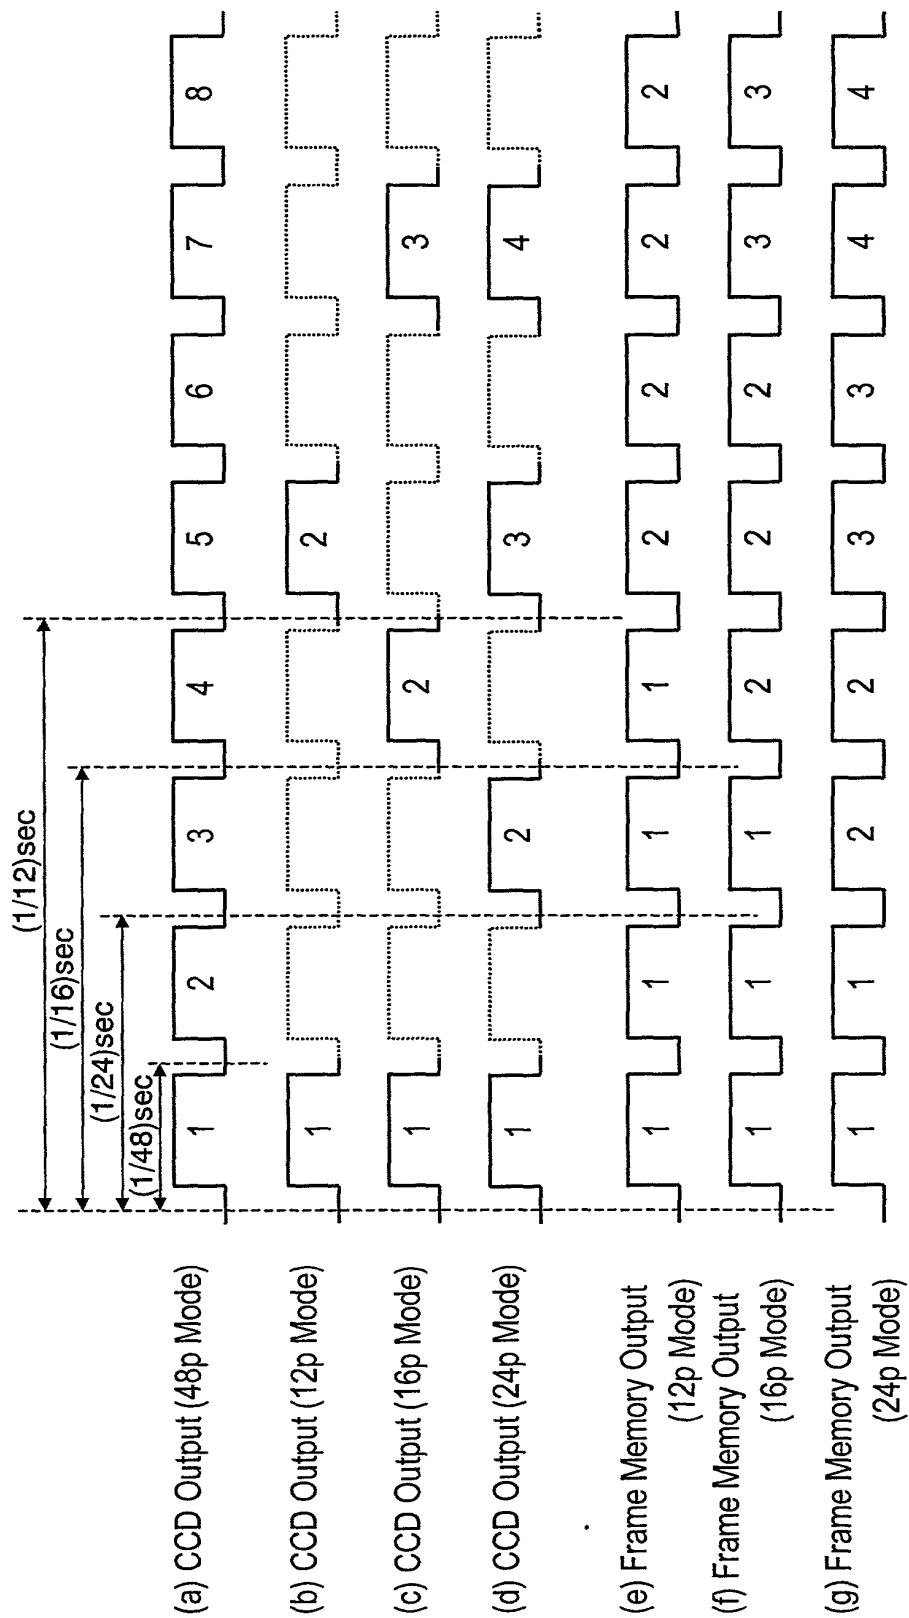 (1/12)sec
(1/16)sec
(1/24)sec
(1/48)sec
(a) CCD Output (48p Mode) 1 2 3 4 5 6 7 8
(b) CCD Output (12p Mode) 1 2
(c) CCD Output (16p Mode) 1 2 3
(d) CCD Output (24p Mode) 1 2 3 4
(e) Frame Memory Output 1 1 1 1 2 2 2 2
(12p Mode)
(f) Frame Memory Output 1 1 1 2 2 2 3 3
(16p Mode)
(g) Frame Memory Output 1 1 2 2 3 3 4 4
(24p Mode)